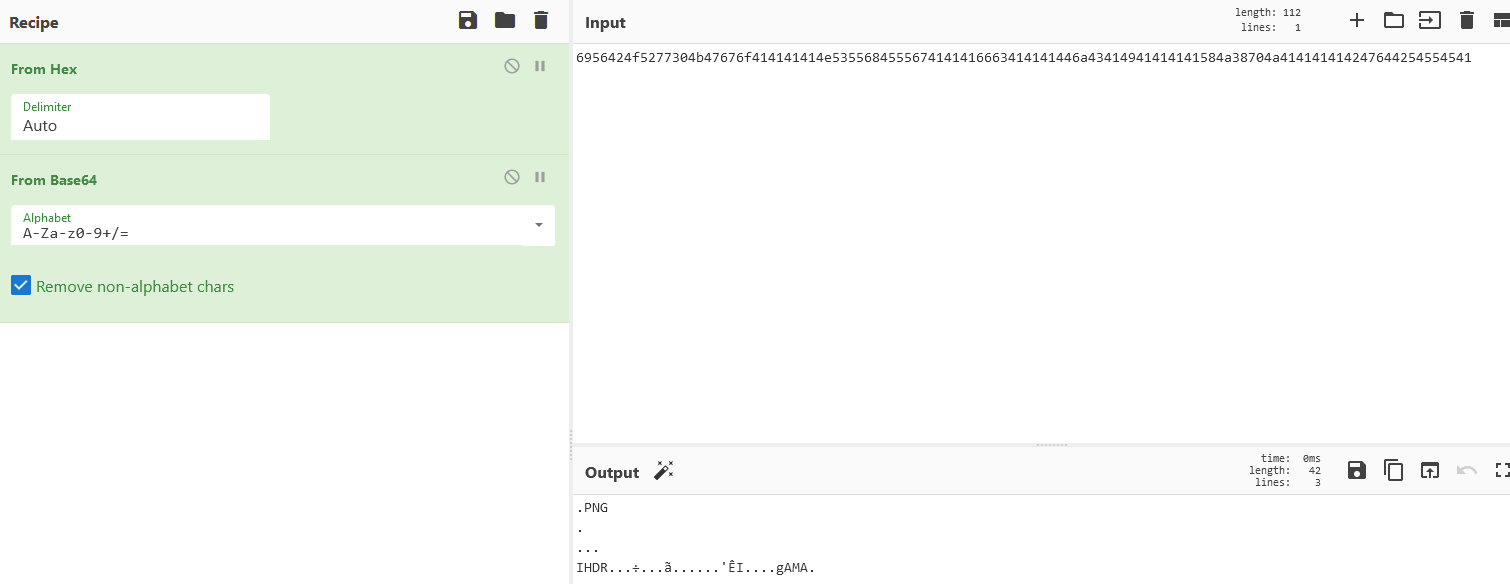 Recipe
From Hex
Delimiter
Auto
From Base64
Alphabet
A-Za-z0-9+/=
Remove non-alphabet chars
Input
length: 112
lines: 1
6956424f5277304b47676f414141414e5355684555674141416663414141446a43414941414141584a38704a414141414247644254554541
Output
time: 0ms
length: 42
lines: 3
.PNG
.
...
IHDR...÷...ã......'ÊI....gAMA.